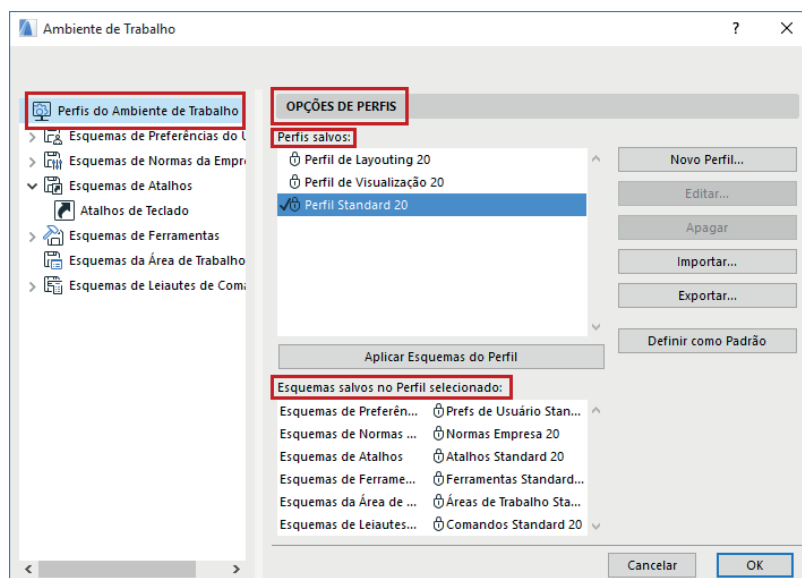 Ambiente de Trabalho
?
Perfis do Ambiente de Trabalho
Esquemas de Preferências do U
Esquemas de Normas da Empre
Esquemas de Atalhos
Atalhos de Teclado
Esquemas de Ferramentas
Esquemas da Área de Trabalho
Esquemas de Leiautes de Coma
OPÇÕES DE PERFIS
Perfis salvos:
Perfil de Layouting 20
Perfil de Visualização 20
Perfil Standard 20
Novo Perfil...
Editar...
Apagar
Importar...
Exportar...
Definir como Padrão
Aplicar Esquemas do Perfil
Esquemas salvos no Perfil selecionado:
Esquemas de Preferên... Prefs de Usuário Stan...
Esquemas de Normas ... Normas Empresa 20
Esquemas de Atalhos Atalhos Standard 20
Esquemas de Ferrame... Ferramentas Standard...
Esquemas da Área de ... Áreas de Trabalho Sta...
Esquemas de Leiautes... Comandos Standard 20
Cancelar
OK